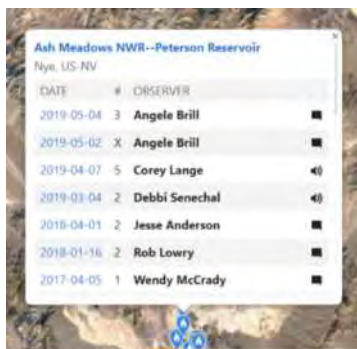 Ash Meadows NWR--Peterson Reservoir
Nye, US-NV
DATE # OBSERVER
2019-05-04 3 Angele Brill
2019-05-02 X Angele Brill
2019-04-07 5 Corey Lange
2019-03-04 2 Debbi Senechal
2018-04-01 2 Jesse Anderson
2018-01-16 2 Rob Lowry
2017-04-05 1 Wendy McCrady